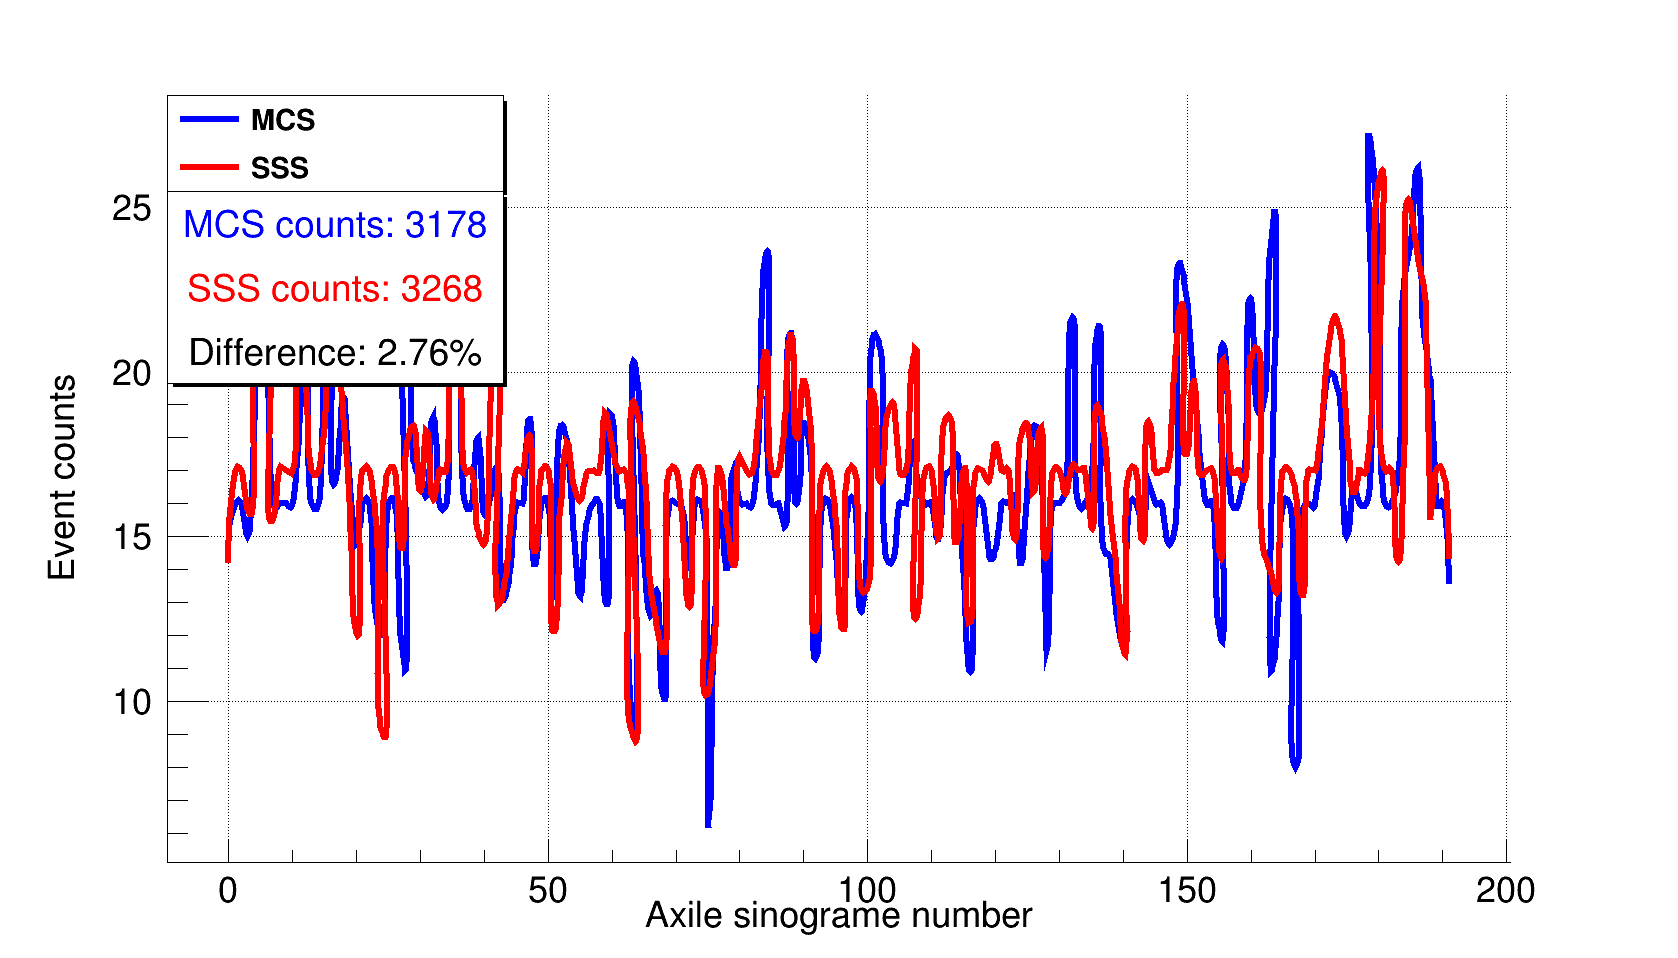 MCS
SSS
MCS counts: 3178
SSS counts: 3268
Difference: 2.76%
Event counts
25
20
15
10
0
50
100
150
200
Axile sinograme number